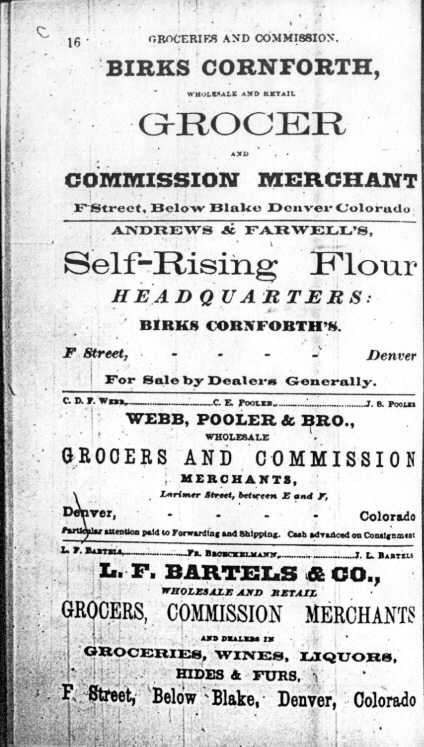 C
16
GROCERIES AND COMMISSION.
BIRKS CORNFORTH,
WHOLESALE AND RETAIL
GROCER
AND
COMMISSION MERCHANT
F Street, Below Blake Denver Colorado
ANDREWS & FARWELL'S,
Self-Rising Flour
HEADQUARTERS:
BIRKS CORNFORTH'S.
F Street, - - - - Denver
For Sale by Dealers Generally.
C. D. F. WEBB,..............C. E. POOLER,..............J. S. POOLER
WEBB, POOLER & BRO.,
WHOLESALE
GROCERS AND COMMISSION
MERCHANTS,
Larimer Street, between E and F,
Denver, - - - - Colorado
Particular attention paid to Forwarding and Shipping. Cash advanced on Consignment
L. F. BARTELS,..............FR. BROECKELMANN,..............J. L. BARTELS
L. F. BARTELS & CO.,
WHOLESALE AND RETAIL
GROCERS, COMMISSION MERCHANTS
AND DEALERS IN
GROCERIES, WINES, LIQUORS,
HIDES & FURS,
F Street, Below Blake, Denver, Colorado